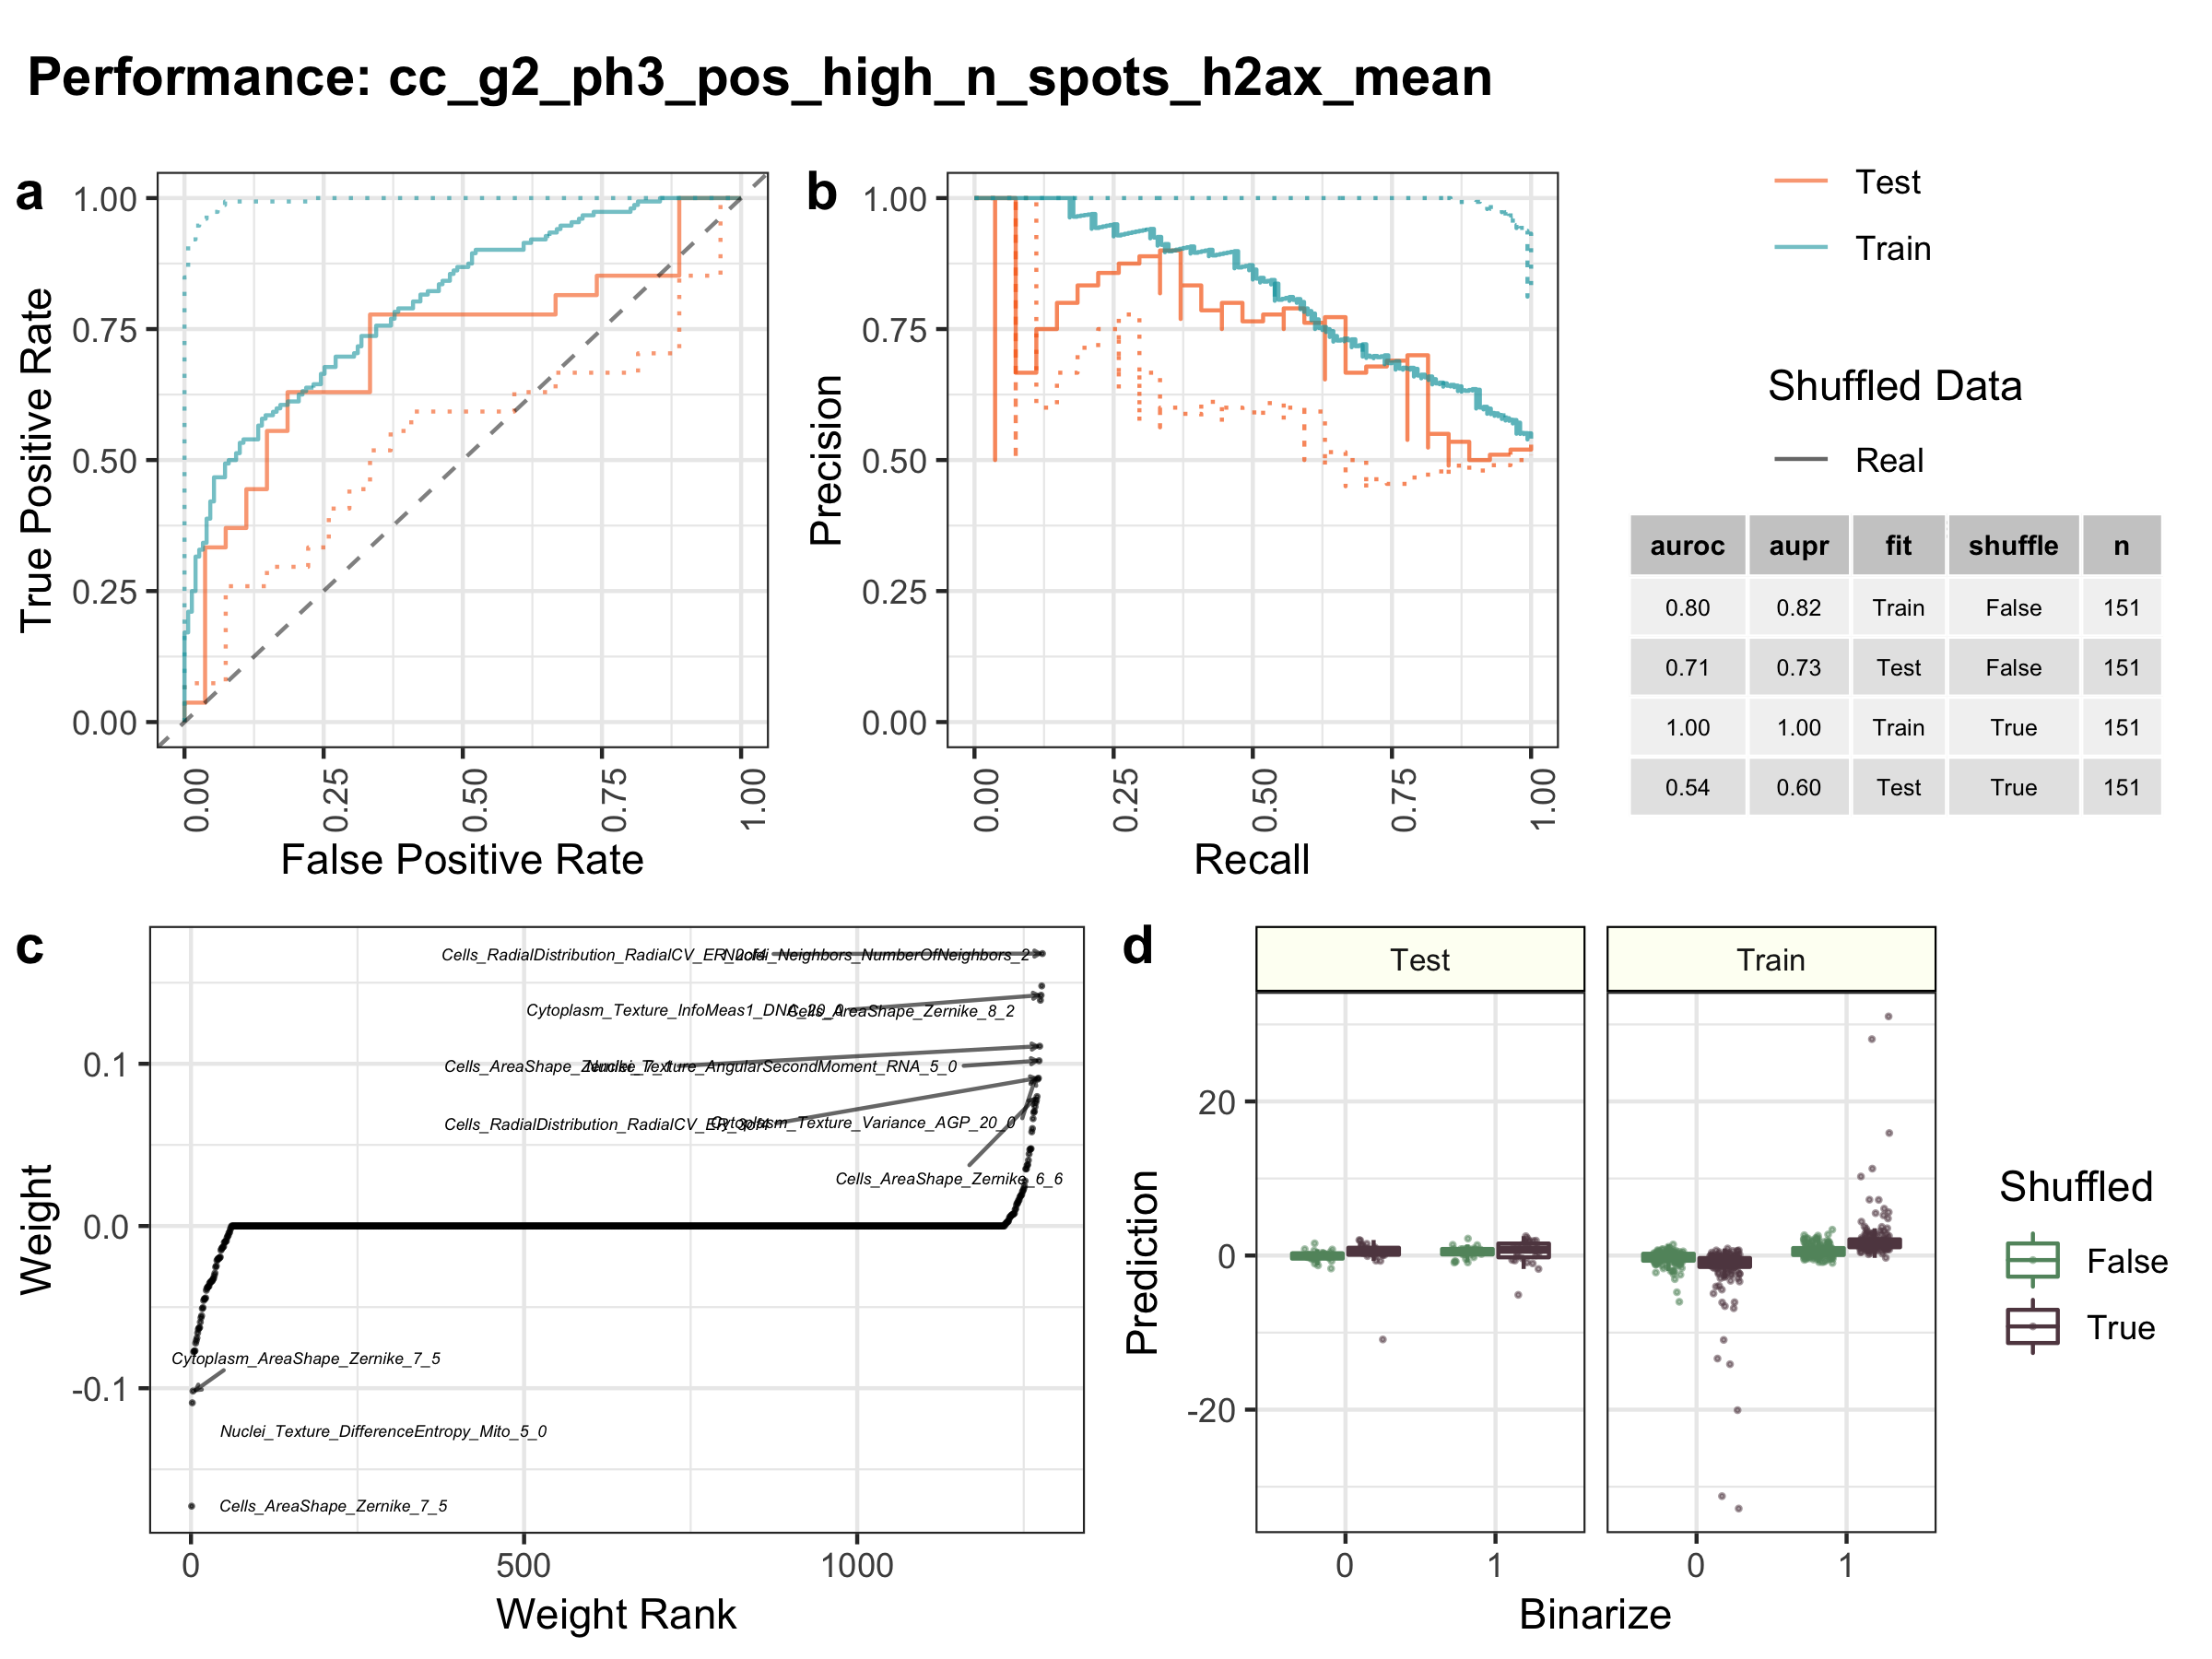 Performance: cc_g2_ph3_pos_high_n_spots_h2ax_mean
a
1.00
0.75
0.50
0.25
0.00
True Positive Rate
0.00
0.25
0.50
0.75
1.00
False Positive Rate
b
1.00
0.75
0.50
0.25
0.00
Precision
0.00
0.25
0.50
0.75
1.00
Recall
Test
Train
Shuffled Data
Real
auroc aupr fit shuffle n
0.80 0.82 Train False 151
0.71 0.73 Test False 151
1.00 1.00 Train True 151
0.54 0.60 Test True 151
c
0.1
0.0
-0.1
Weight
Cells_RadialDistribution_RadialCV_ER_2of4
Nuclei_Neighbors_NumberOfNeighbors_2
Cytoplasm_Texture_InfoMeas1_DNA_20_0
Cells_AreaShape_Zernike_8_2
Cells_AreaShape_Zernike_7_1
Nuclei_Texture_AngularSecondMoment_RNA_5_0
Cells_RadialDistribution_RadialCV_ER_3of4
Cytoplasm_Texture_Variance_AGP_20_0
Cells_AreaShape_Zernike_6_6
Cytoplasm_AreaShape_Zernike_7_5
Nuclei_Texture_DifferenceEntropy_Mito_5_0
Cells_AreaShape_Zernike_7_5
0
500
1000
Weight Rank
d
Test
Train
20
0
-20
Prediction
0
1
0
1
Binarize
Shuffled
False
True